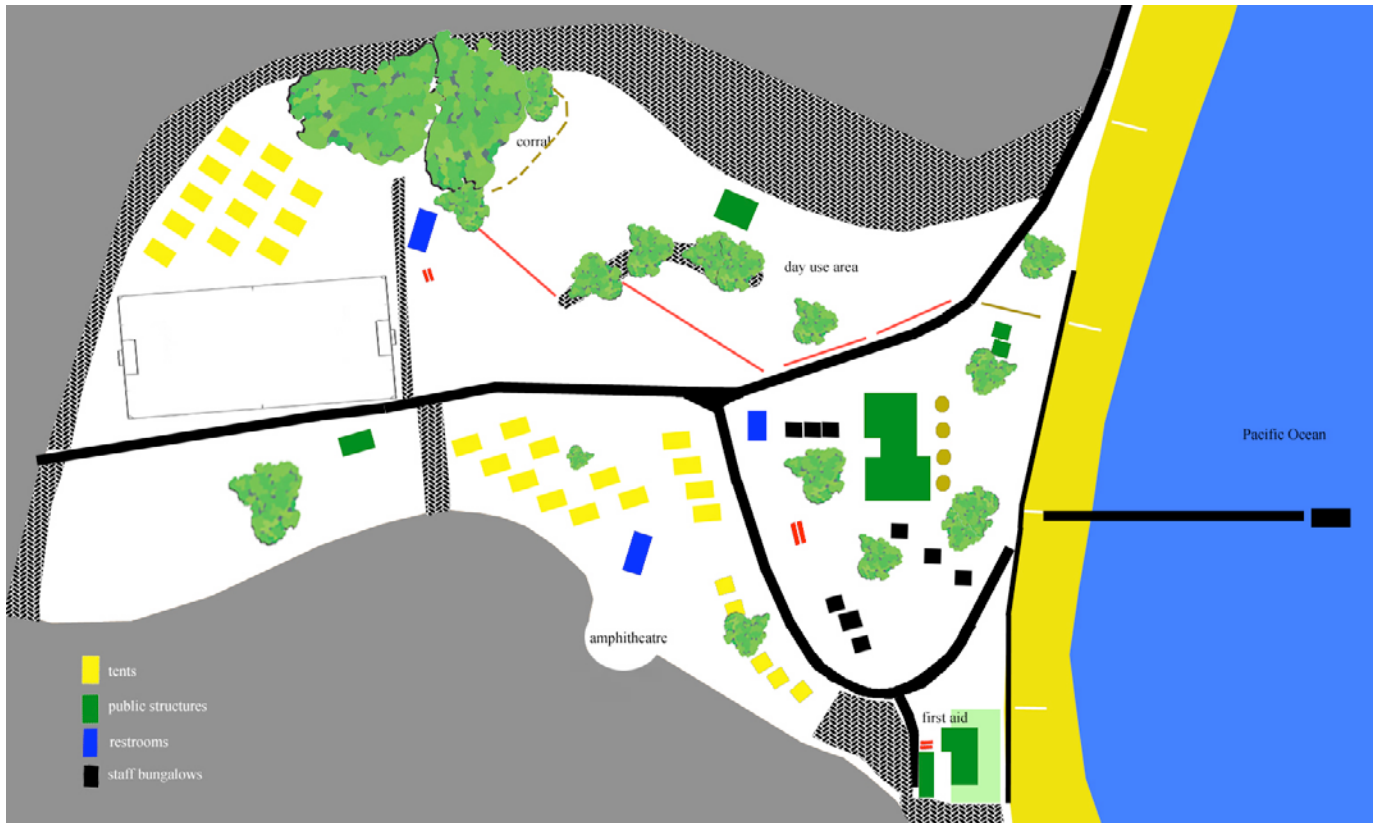 corral
day use area
Pacific Ocean
amphitheatre
tents
public structures
first aid
restrooms
staff bungalows